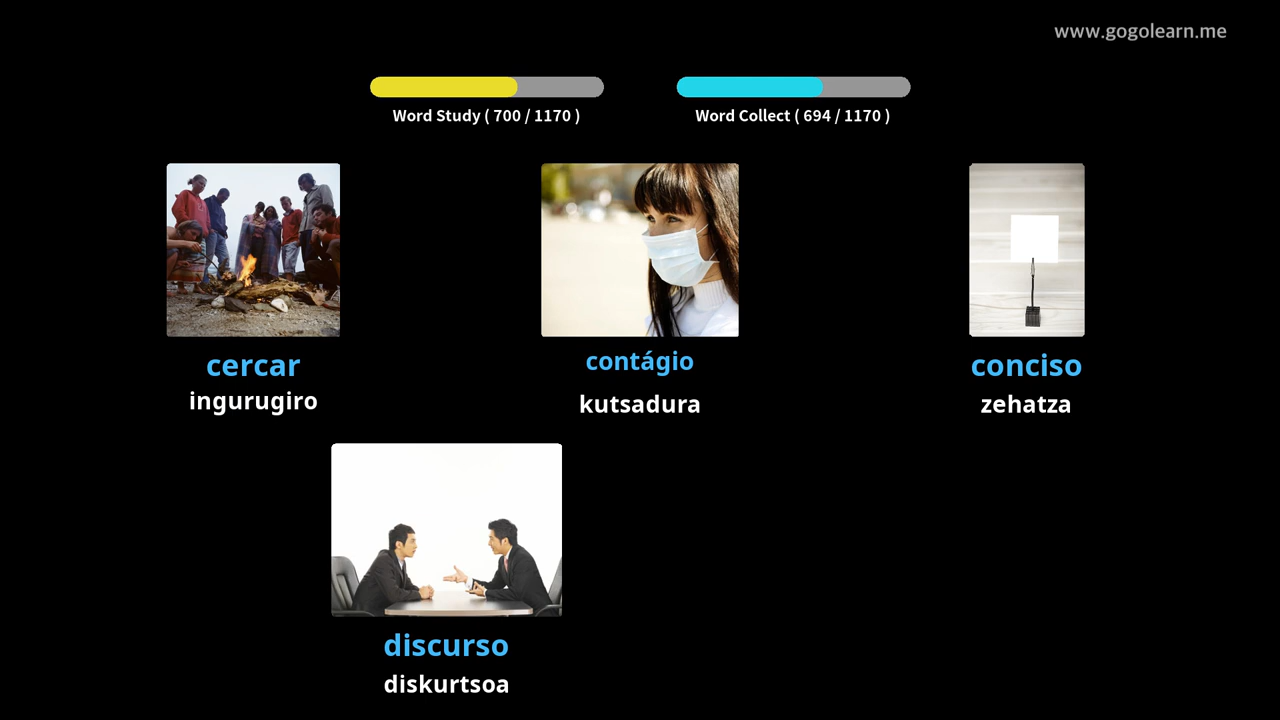 www.gogolearn.me
Word Study ( 700 / 1170 )
Word Collect ( 694 / 1170 )
cercar
ingurugiro
contágio
kutsadura
conciso
zehatza
discurso
diskurtsoa